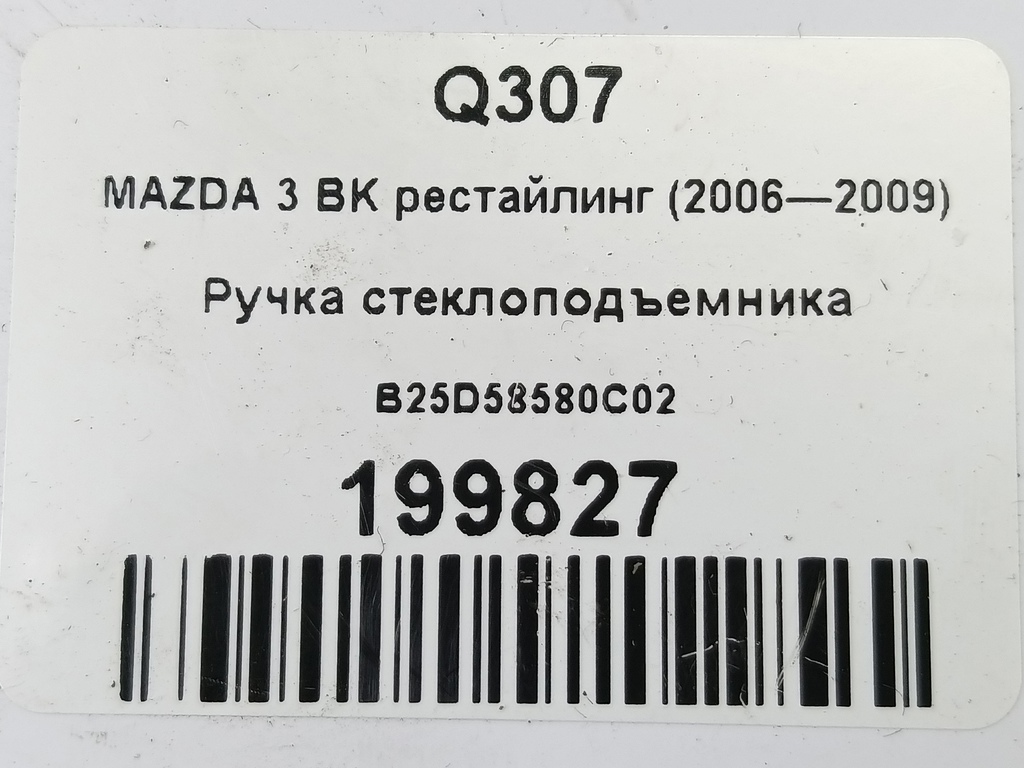 Q307
MAZDA 3 BK рестайлинг (2006—2009)
Ручка стеклоподъемника
B25D58580C02
199827